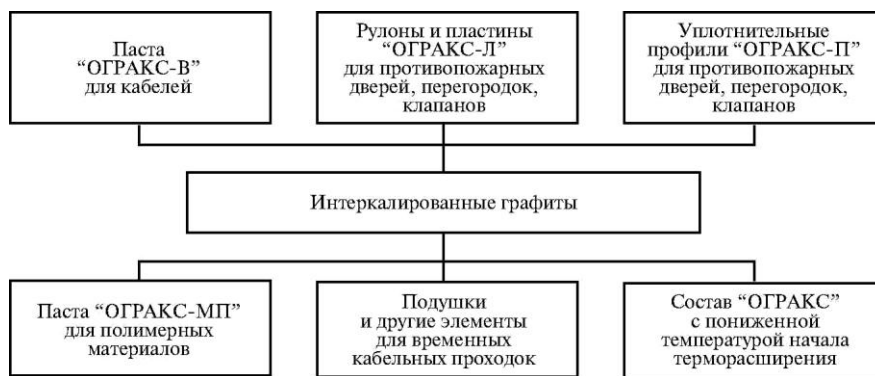 Паста
“ОГРАКС-В”
для кабелей
Рулоны и пластины
“ОГРАКС-Л”
для противопожарных
дверей, перегородок,
клапанов
Уплотнительные
профили “ОГРАКС-П”
для противопожарных
дверей, перегородок,
клапанов
Интеркалированные графиты
Паста “ОГРАКС-МП”
для полимерных
материалов
Подушки
и другие элементы
для временных
кабельных проходок
Состав “ОГРАКС”
с пониженной
температурой начала
терморасширения